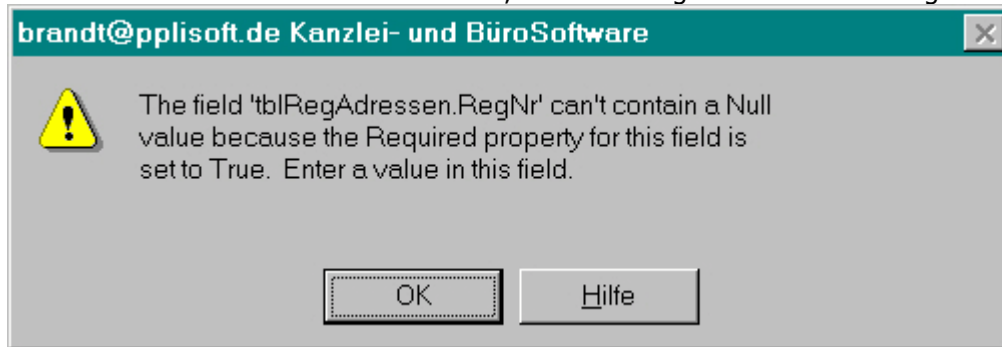 brandt@pplisoft.de Kanzlei- und BüroSoftware
The field 'tblRegAdressen.RegNr' can't contain a Null
value because the Required property for this field is
set to True.  Enter a value in this field.
OK
Hilfe